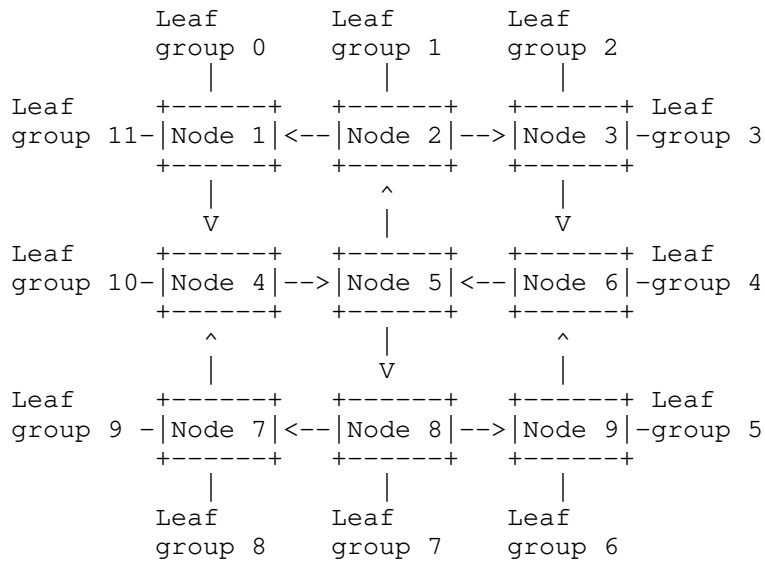 Leaf Leaf Leaf
group 0 group 1 group 2
Leaf Leaf
group 11 Node 1 <-- Node 2 --> Node 3 group 3
V ^ V
Leaf Leaf
group 10 Node 4 --> Node 5 <-- Node 6 group 4
^ V ^
Leaf Leaf
group 9 Node 7 <-- Node 8 --> Node 9 group 5
Leaf Leaf Leaf
group 8 group 7 group 6